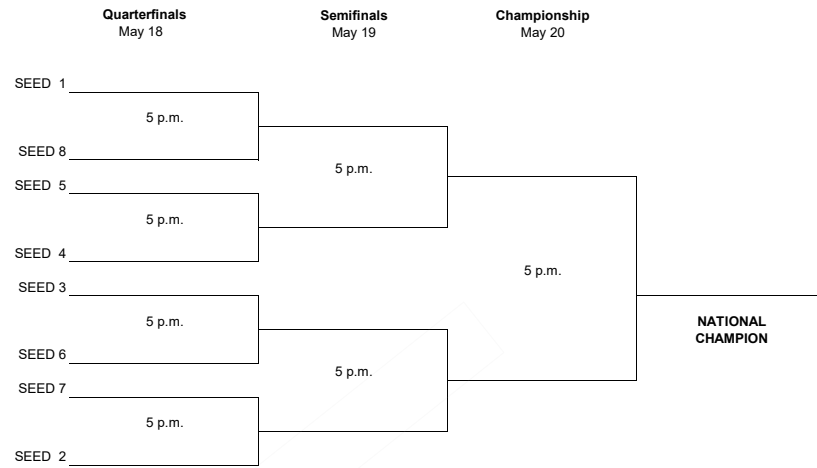 Quarterfinals
May 18
Semifinals
May 19
Championship
May 20
SEED 1
5 p.m.
SEED 8
5 p.m.
SEED 5
5 p.m.
SEED 4
5 p.m.
SEED 3
5 p.m.
NATIONAL
CHAMPION
SEED 6
5 p.m.
SEED 7
5 p.m.
SEED 2